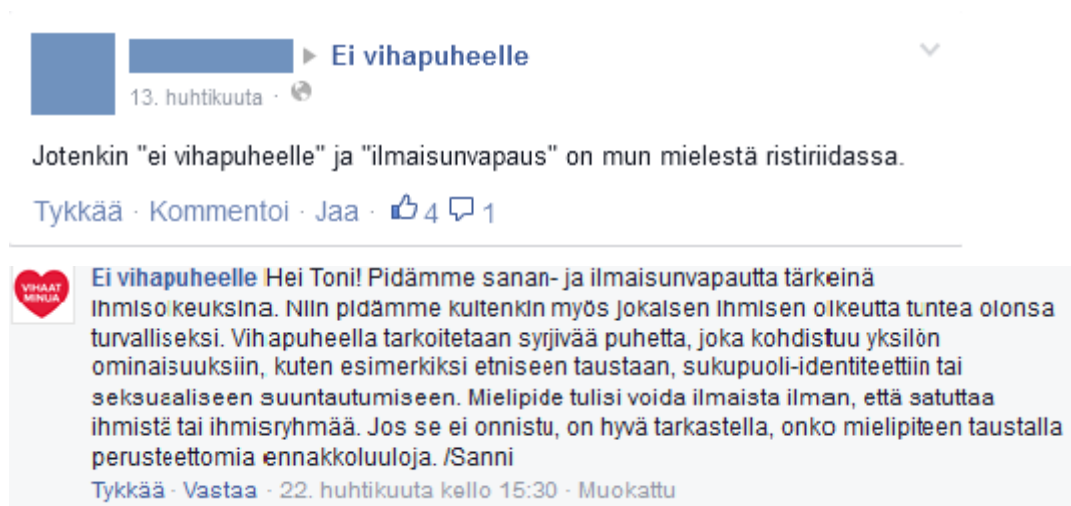 Ei vihapuheelle
13. huhtikuuta ·
Jotenkin "ei vihapuheelle" ja "ilmaisunvapaus" on mun mielestä ristiriidassa.
Tykkää · Kommentoi · Jaa · 4 1
VIHAAT
MINUA
Ei vihapuheelle Hei Toni! Pidämme sanan- ja ilmaisunvapautta tärkeinä
ihmisoikeuksina. Niin pidämme kuitenkin myös jokaisen ihmisen oikeutta tuntea olonsa
turvalliseksi. Vihapuheella tarkoitetaan syrjivää puhetta, joka kohdistuu yksilön
ominaisuuksiin, kuten esimerkiksi etniseen taustaan, sukupuoli-identiteettiin tai
seksuaaliseen suuntautumiseen. Mielipide tulisi voida ilmaista ilman, että satuttaa
ihmistä tai ihmisryhmää. Jos se ei onnistu, on hyvä tarkastella, onko mielipiteen taustalla
perusteettomia ennakkoluuloja. /Sanni
Tykkää · Vastaa · 22. huhtikuuta kello 15:30 · Muokattu